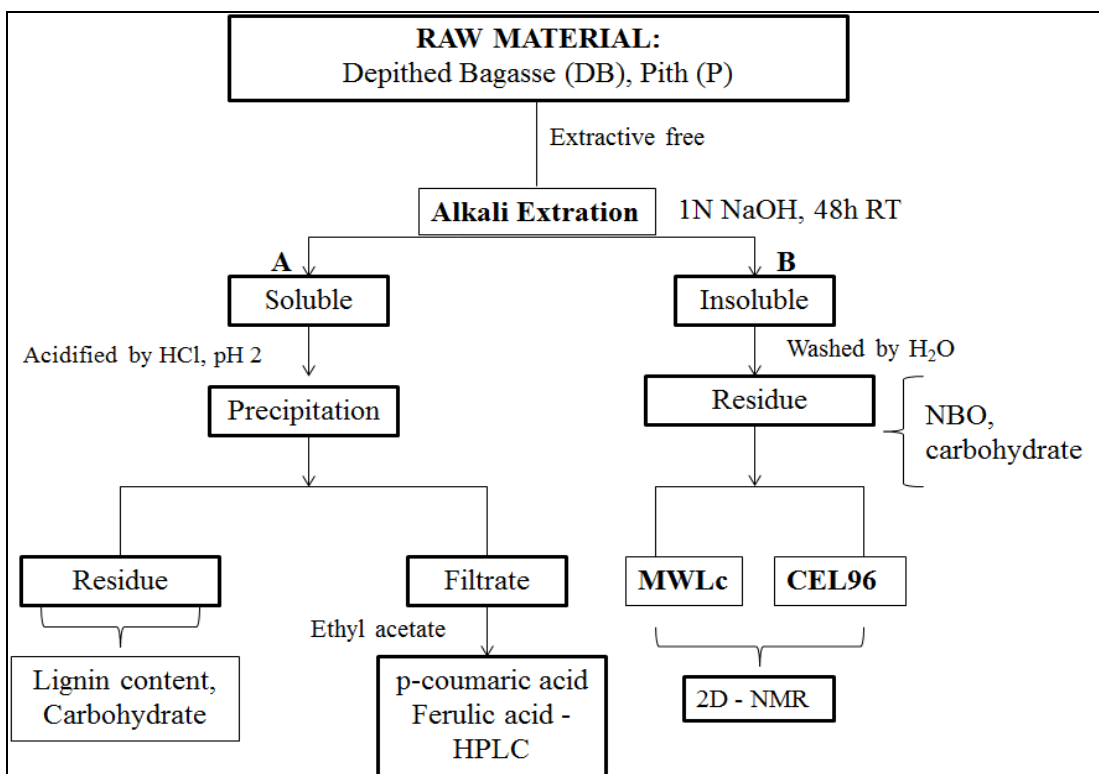 RAW MATERIAL:
Depithed Bagasse (DB), Pith (P)
Extractive free
Alkali Extration
1N NaOH, 48h RT
A
B
Soluble
Insoluble
Acidified by HCl, pH 2
Washed by H₂O
Precipitation
Residue
NBO,
carbohydrate
Residue
Filtrate
MWLc
CEL96
Ethyl acetate
Lignin content,
Carbohydrate
p-coumaric acid
Ferulic acid -
HPLC
2D - NMR